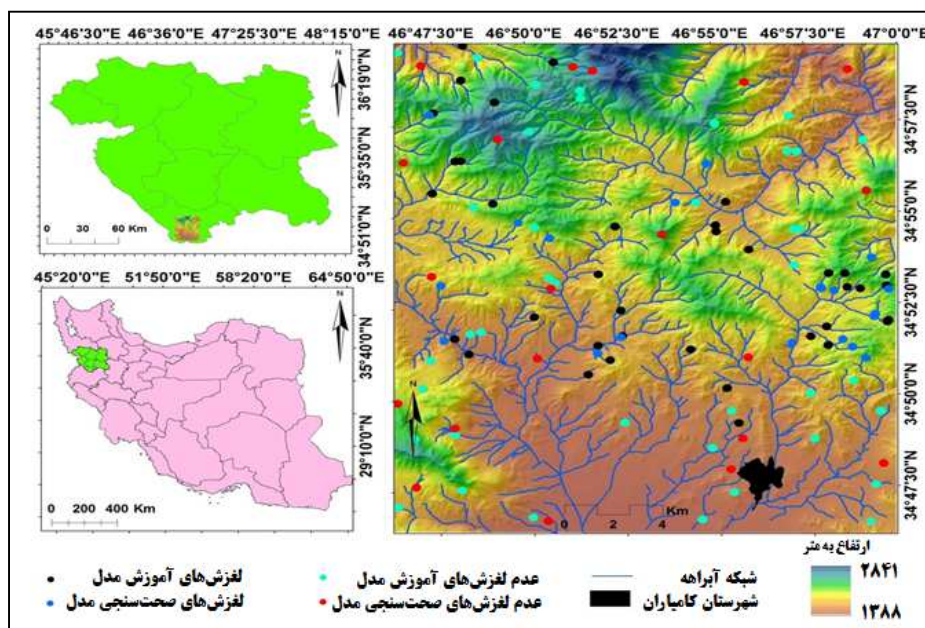 45°46'30"E 46°36'0"E 47°25'30"E 48°15'0"E
36°19'0"N
35°35'0"N
34°51'0"N
N
0 30 60 Km
45°20'0"E 51°50'0"E 58°20'0"E 64°50'0"E
35°40'0"N
29°10'0"N
N
0 200 400 Km
46°47'30"E 46°50'0"E 46°52'30"E 46°55'0"E 46°57'30"E 47°0'0"E
34°57'30"N
34°55'0"N
34°52'30"N
34°50'0"N
34°47'30"N
N
0 2 4 Km
لغزش‌های آموزش مدل
لغزش‌های صحت‌سنجی مدل
عدم لغزش‌های آموزش مدل
عدم لغزش‌های صحت‌سنجی مدل
شبکه آبراهه
شهرستان کامیاران
ارتفاع به متر
۲۸۴۱
۱۳۸۸